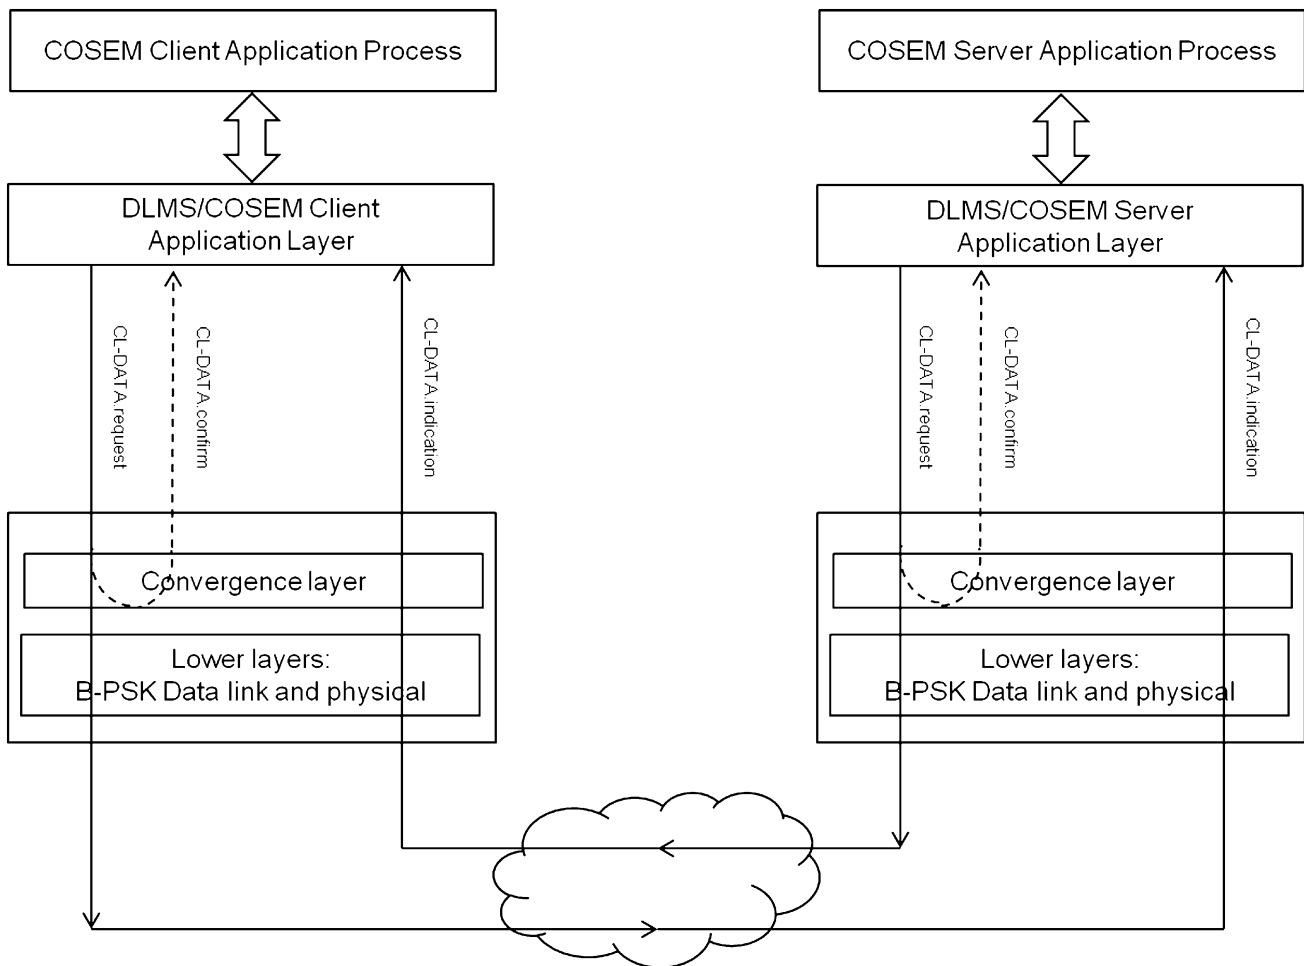 COSEM Client Application Process
COSEM Server Application Process
DLMS/COSEM Client
Application Layer
DLMS/COSEM Server
Application Layer
CL-DATA.request
CL-DATA.confirm
CL-DATA.indication
CL-DATA.request
CL-DATA.confirm
CL-DATA.indication
Convergence layer
Convergence layer
Lower layers:
B-PSK Data link and physical
Lower layers:
B-PSK Data link and physical